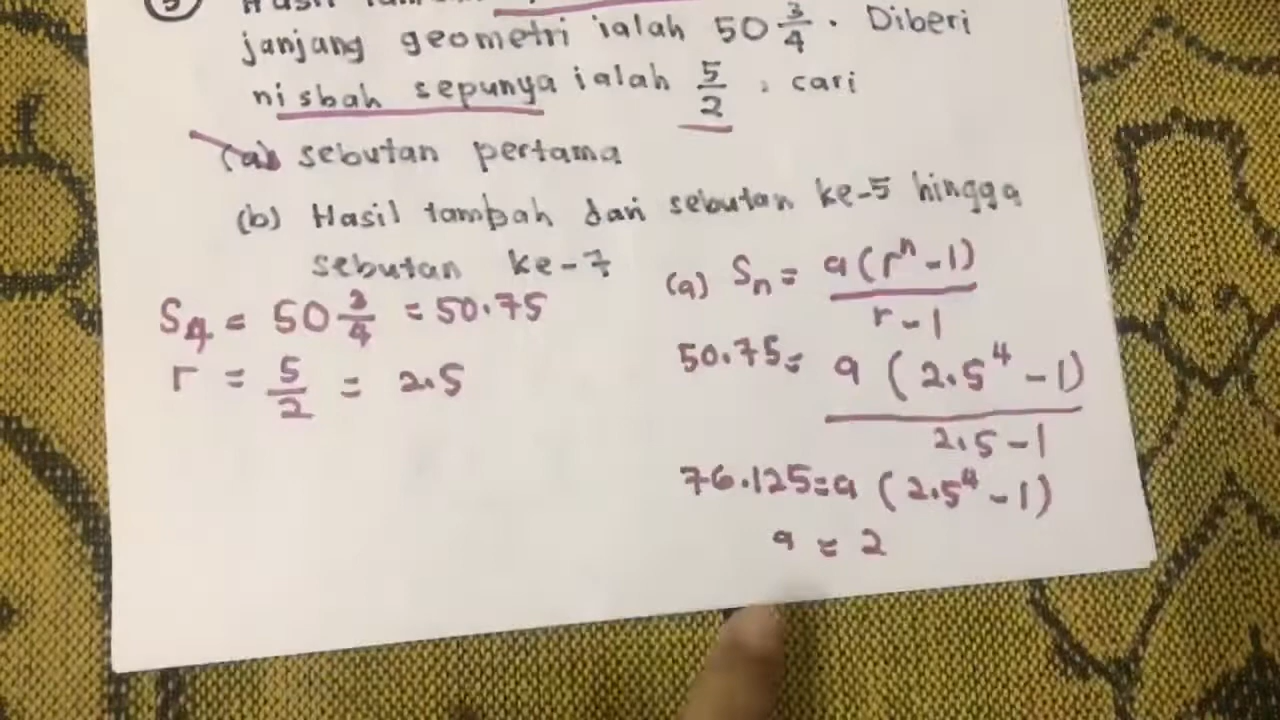 5
Hasil
janjang geometri ialah 50 3/4 . Diberi
nisbah sepunya ialah 5/2 , cari
(a) sebutan pertama
(b) Hasil tambah dari sebutan ke-5 hingga
sebutan ke-7
S4 = 50 3/4 = 50.75
r = 5/2 = 2.5
(a) Sn = a(r^n - 1) / r - 1
50.75 = a (2.5^4 - 1) / 2.5 - 1
76.125 = a (2.5^4 - 1)
a = 2